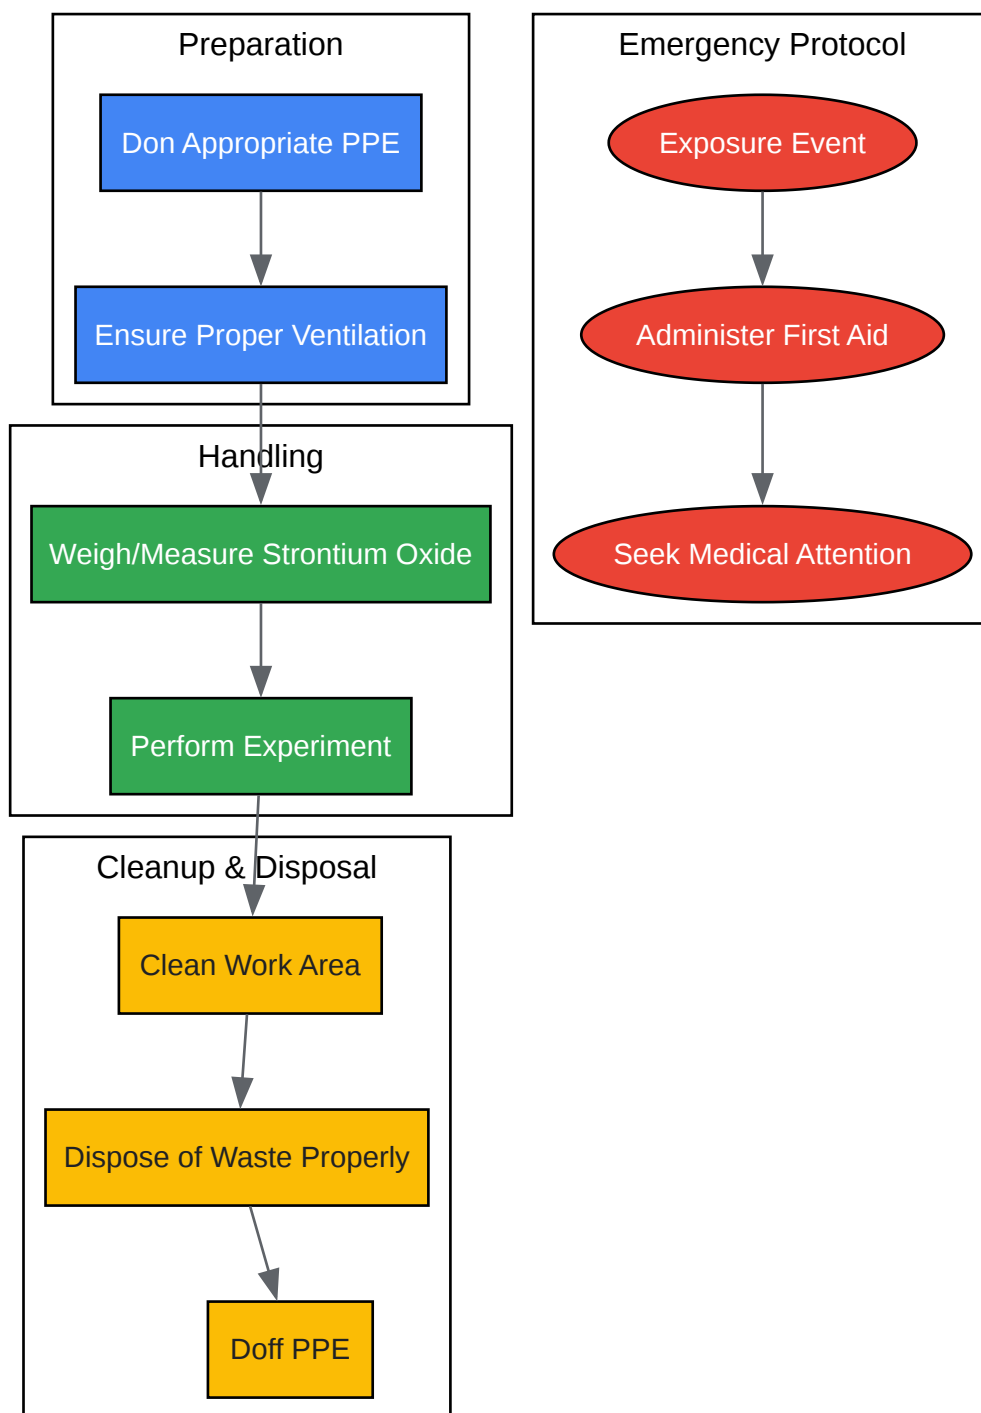 Preparation
Don Appropriate PPE
Ensure Proper Ventilation
Handling
Weigh/Measure Strontium Oxide
Perform Experiment
Cleanup & Disposal
Clean Work Area
Dispose of Waste Properly
Doff PPE
Emergency Protocol
Exposure Event
Administer First Aid
Seek Medical Attention